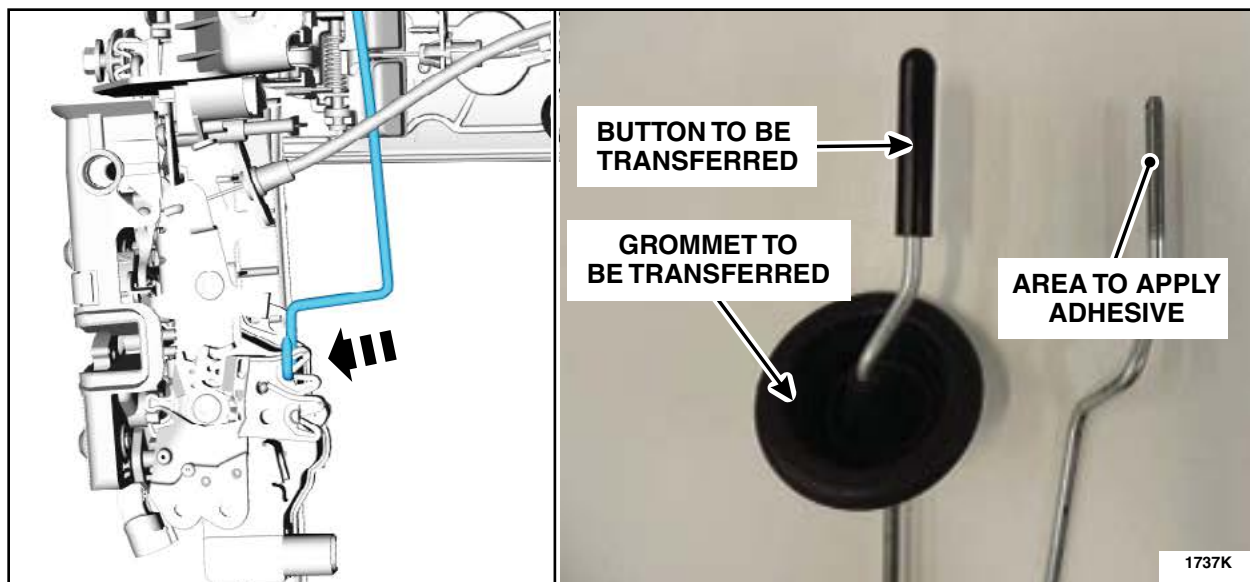 BUTTON TO BE
TRANSFERRED
GROMMET TO
BE TRANSFERRED
AREA TO APPLY
ADHESIVE
1737K